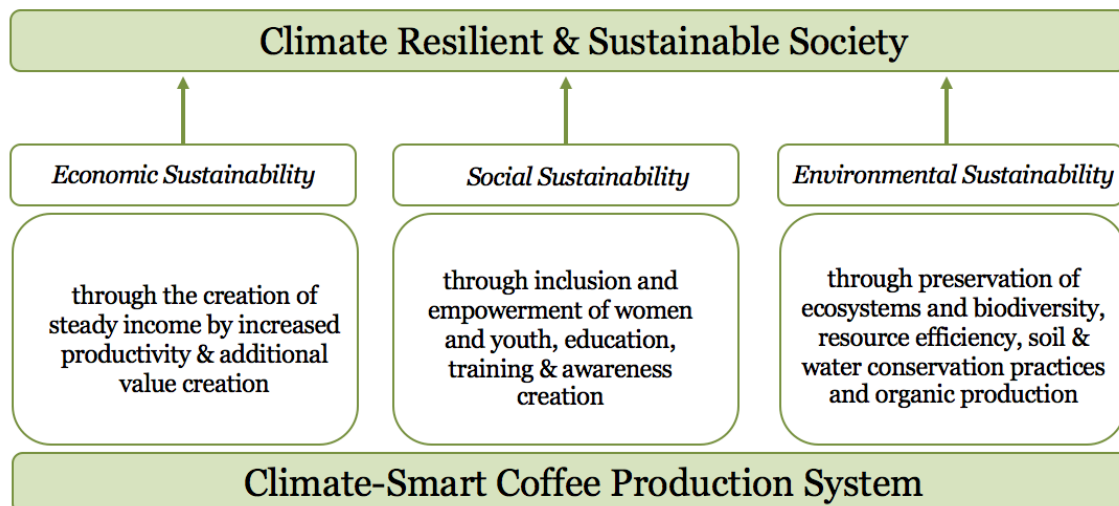 Climate Resilient & Sustainable Society
Economic Sustainability
Social Sustainability
Environmental Sustainability
through the creation of
steady income by increased
productivity & additional
value creation
through inclusion and
empowerment of women
and youth, education,
training & awareness
creation
through preservation of
ecosystems and biodiversity,
resource efficiency, soil &
water conservation practices
and organic production
Climate-Smart Coffee Production System